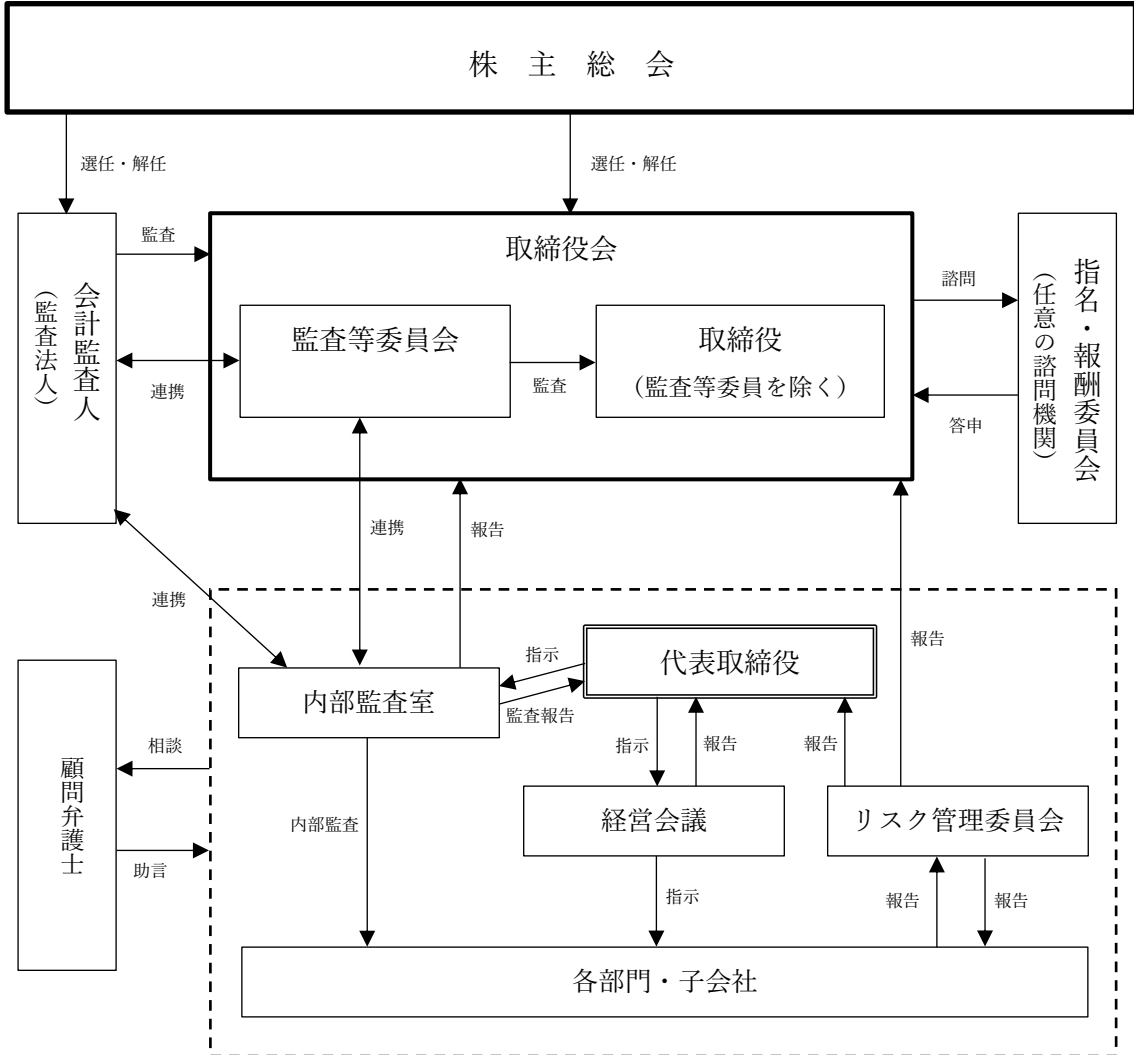 株 主 総 会
選任・解任
選任・解任
会計監査人
(監査法人)
監査
取締役会
監査等委員会
監査
取締役
(監査等委員を除く)
連携
諮問
答申
指名・報酬委員会
(任意の諮問機関)
連携
報告
連携
報告
内部監査室
指示
監査報告
代表取締役
指示
報告
報告
相談
顧問弁護士
助言
内部監査
経営会議
リスク管理委員会
指示
報告
報告
各部門・子会社